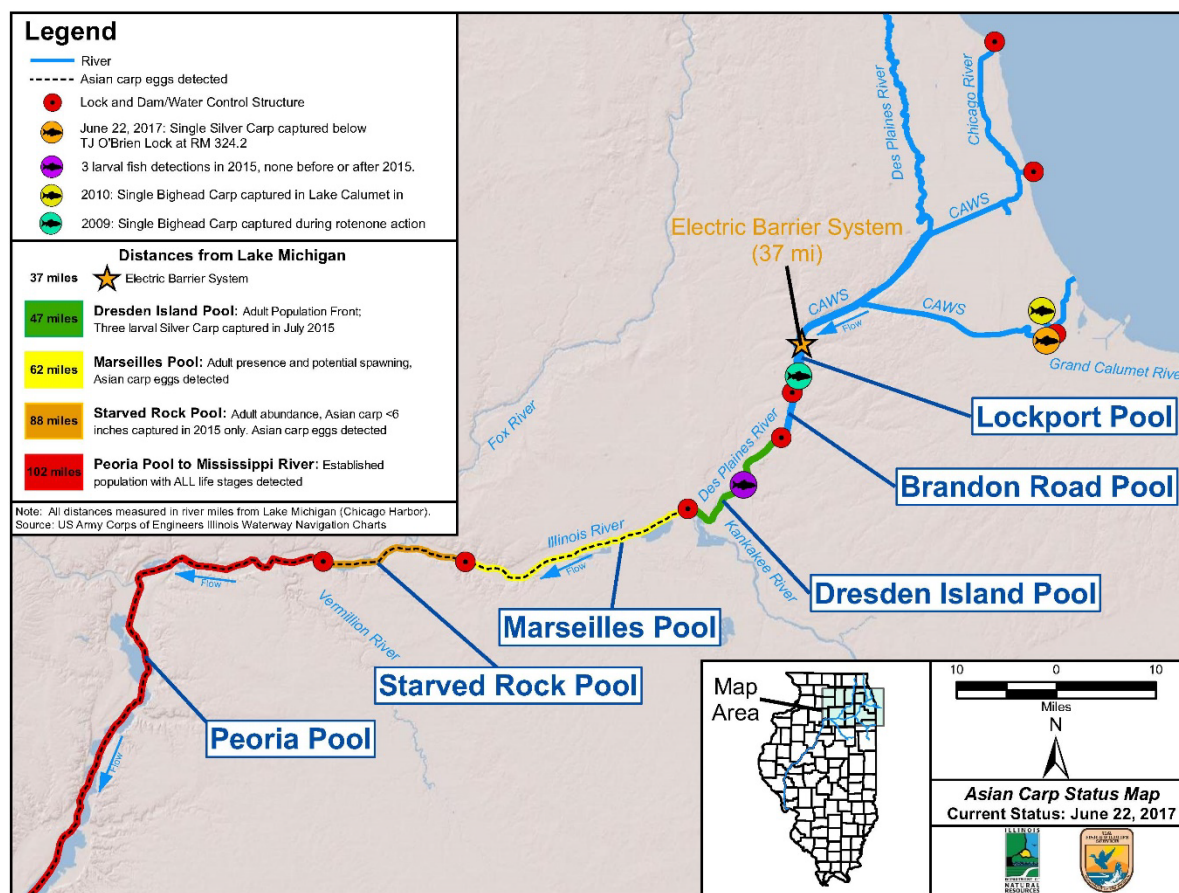 Legend
River
Asian carp eggs detected
Lock and Dam/Water Control Structure
June 22, 2017: Single Silver Carp captured below
TJ O'Brien Lock at RM 324.2
3 larval fish detections in 2015, none before or after 2015.
2010: Single Bighead Carp captured in Lake Calumet in
2009: Single Bighead Carp captured during rotenone action
Distances from Lake Michigan
37 miles Electric Barrier System
47 miles Dresden Island Pool: Adult Population Front;
Three larval Silver Carp captured in July 2015
62 miles Marseilles Pool: Adult presence and potential spawning,
Asian carp eggs detected
88 miles Starved Rock Pool: Adult abundance, Asian carp <6
inches captured in 2015 only. Asian carp eggs detected
102 miles Peoria Pool to Mississippi River: Established
population with ALL life stages detected
Note: All distances measured in river miles from Lake Michigan (Chicago Harbor).
Source: US Army Corps of Engineers Illinois Waterway Navigation Charts
Des Plaines River
Chicago River
CAWS
Electric Barrier System
(37 mi)
CAWS
Flow
CAWS
Grand Calumet River
Lockport Pool
Fox River
Des Plaines River
Brandon Road Pool
Kankakee River
Dresden Island Pool
Illinois River
Flow
Marseilles Pool
Flow
Vermillion River
Starved Rock Pool
Peoria Pool
Flow
Map
Area
10 0 10
Miles
N
Asian Carp Status Map
Current Status: June 22, 2017
ILLINOIS
NATURAL
RESOURCES